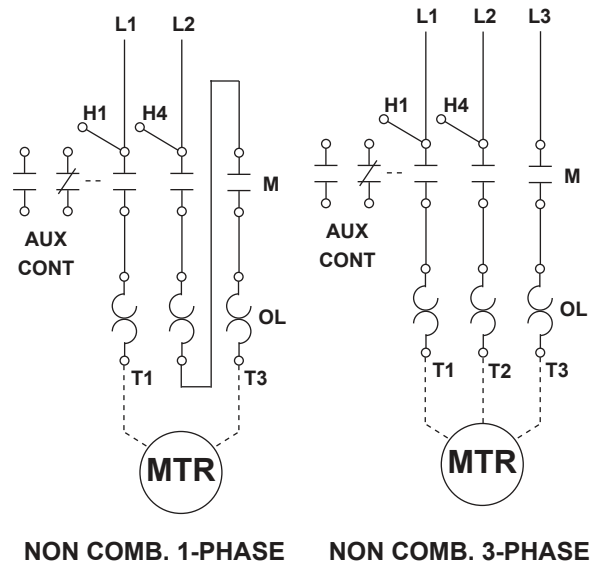 L1 L2
H1 H4
M
AUX
CONT
OL
T1 T3
MTR
NON COMB. 1-PHASE
L1 L2 L3
H1 H4
M
AUX
CONT
OL
T1 T2 T3
MTR
NON COMB. 3-PHASE